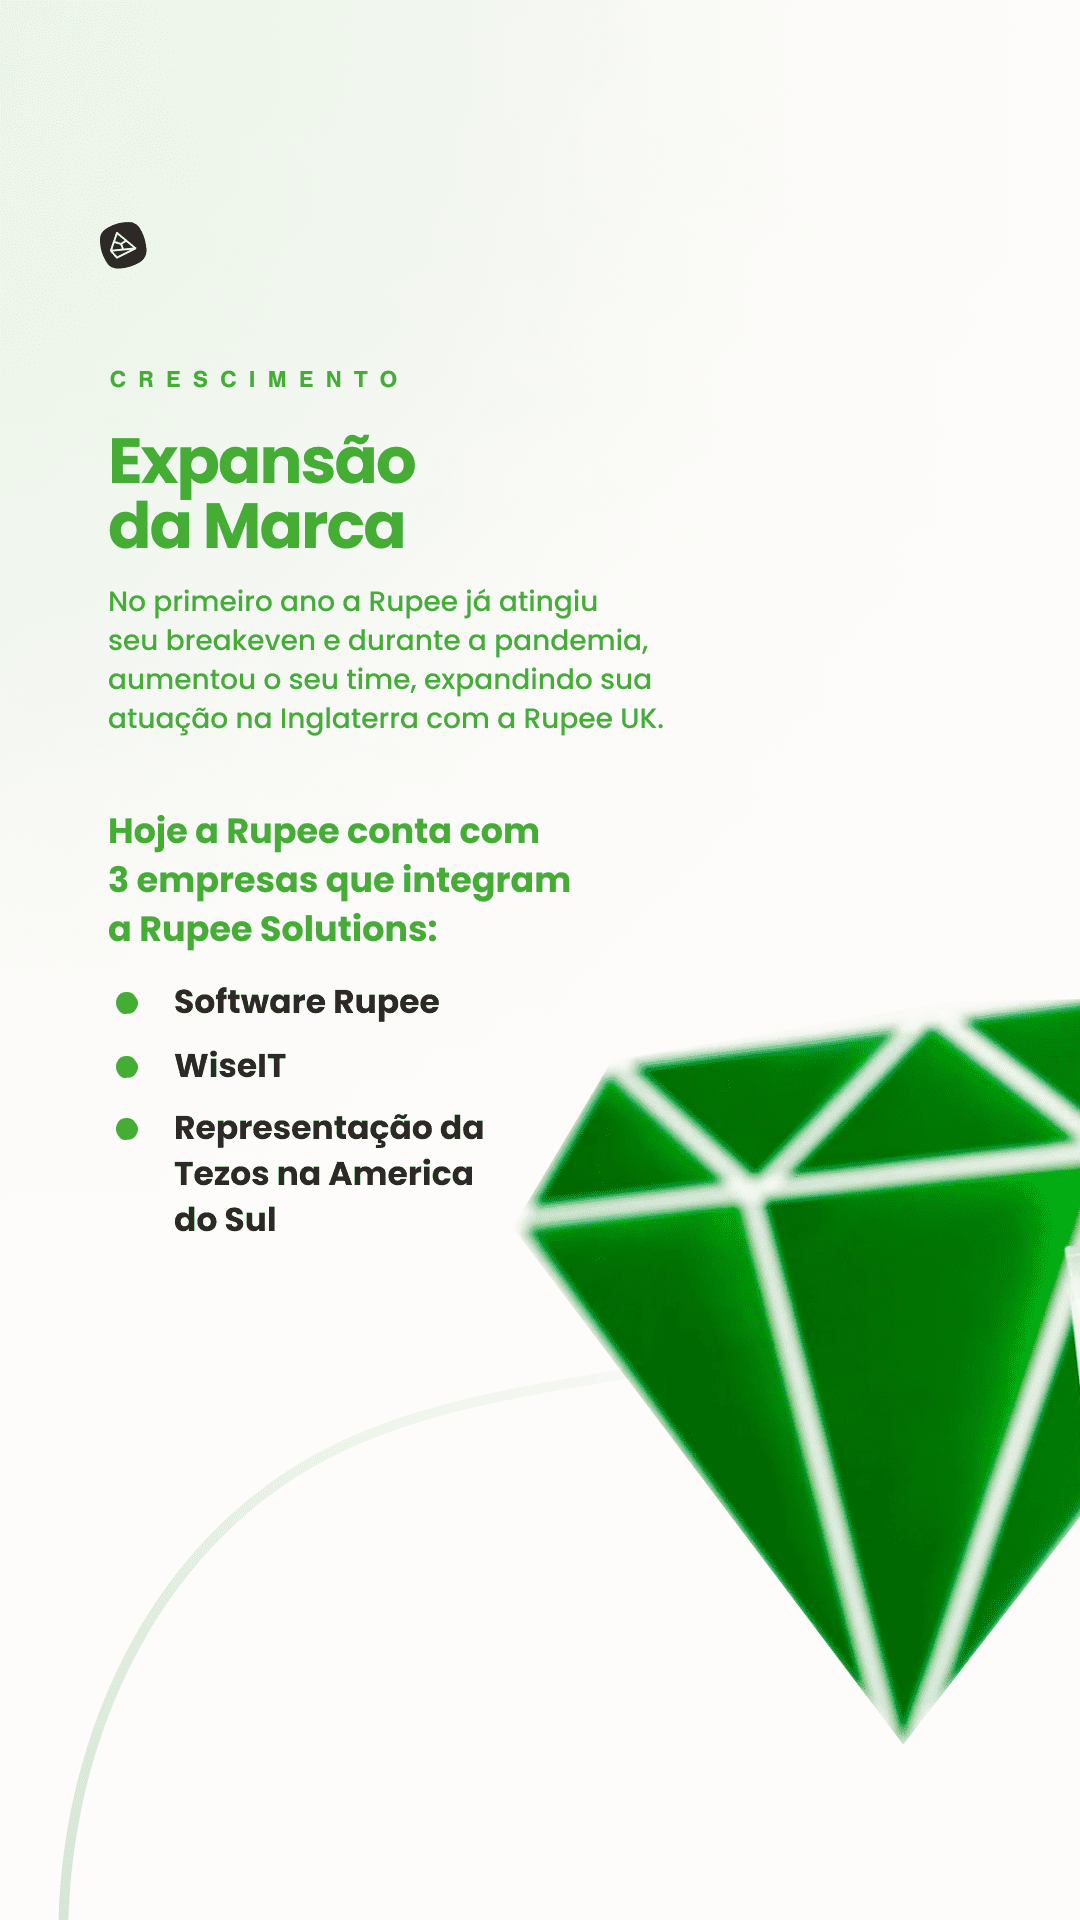 CRESCIMENTO
Expansão
da Marca
No primeiro ano a Rupee já atingiu
seu breakeven e durante a pandemia,
aumentou o seu time, expandindo sua
atuação na Inglaterra com a Rupee UK.
Hoje a Rupee conta com
3 empresas que integram
a Rupee Solutions:
Software Rupee
WiseIT
Representação da
Tezos na America
do Sul